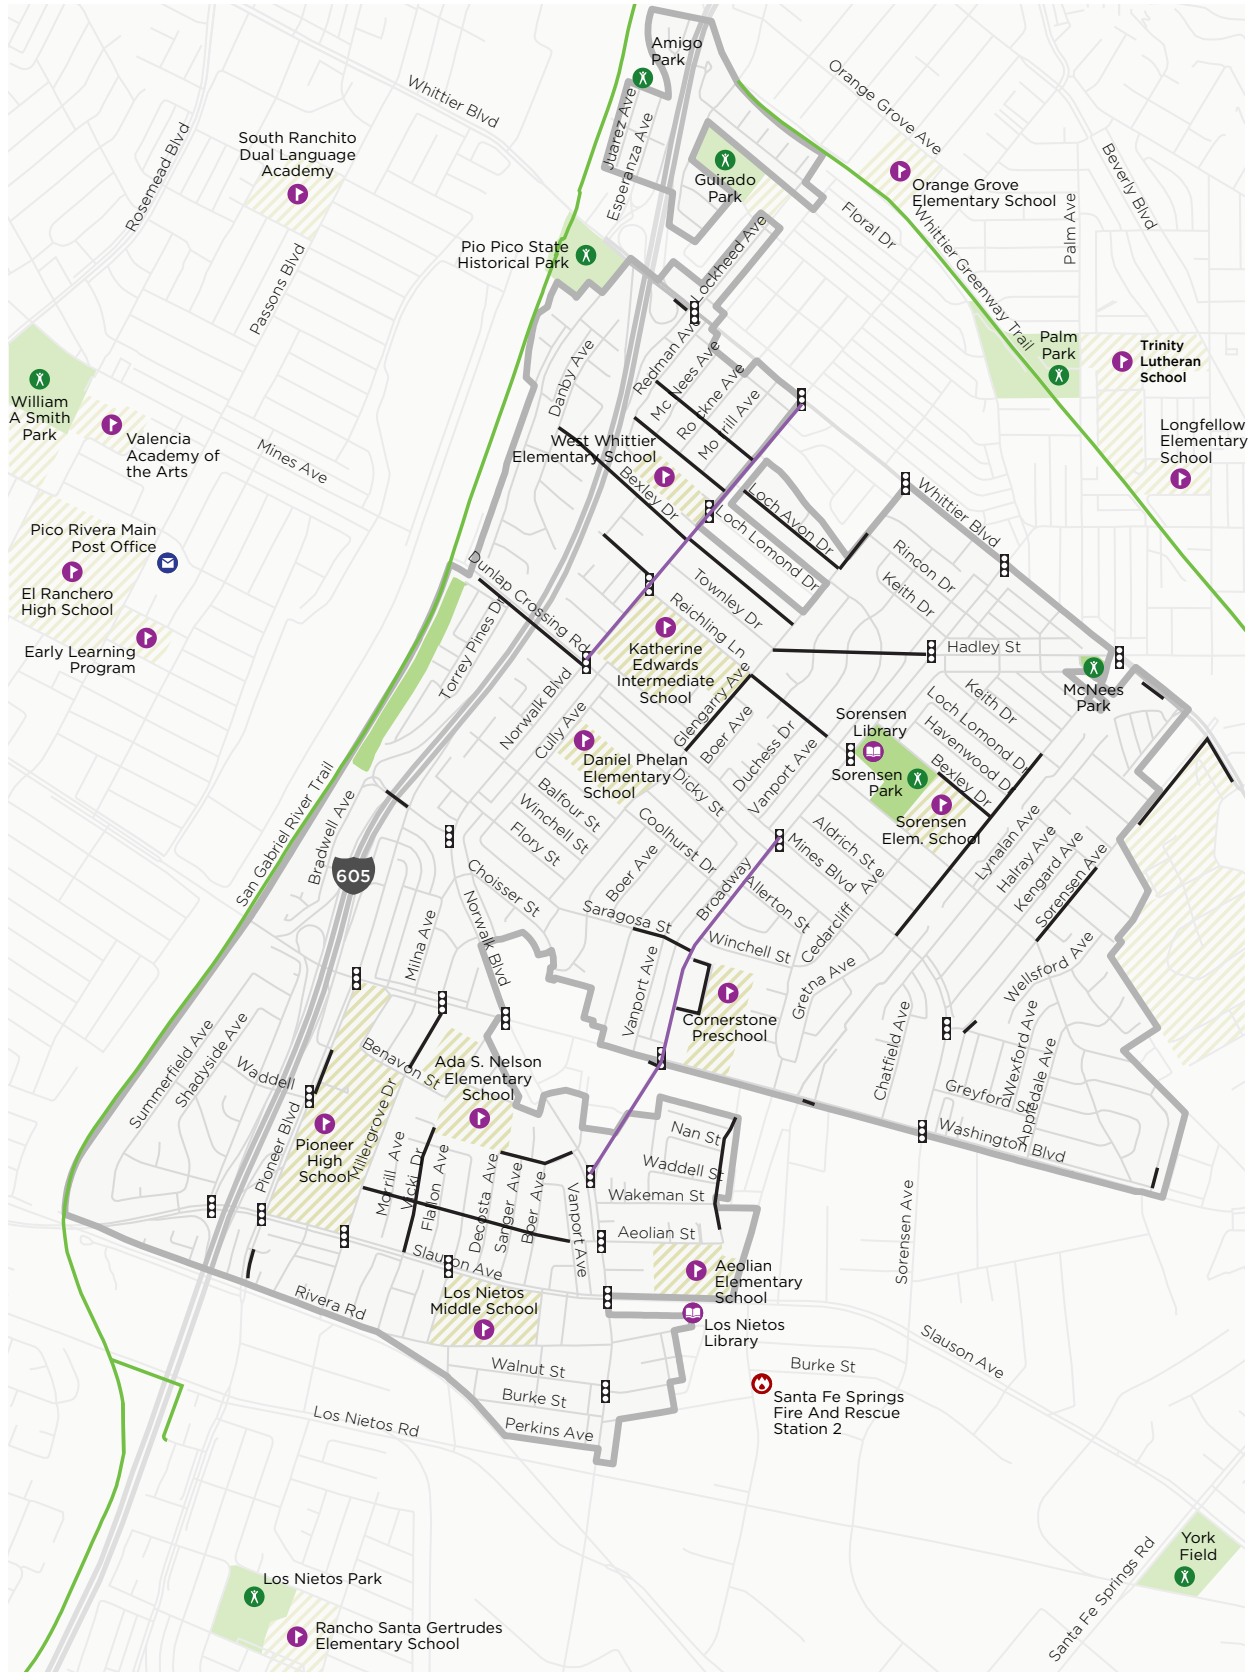 Amigo
Park
Whittier Blvd
Orange Grove Ave
Rosemead Blvd
South Ranchito
Dual Language
Academy
Juarez Ave
Esperanza Ave
Guirado
Park
Beverly Blvd
Orange Grove
Elementary School
Palm Ave
Floral Dr
Whittier Greenway Trail
Pio Pico State
Historical Park
Passons Blvd
Lockheed Ave
Palm
Park
Trinity
Lutheran
School
Redman Ave
Mc Nees Ave
Danby Ave
William
A Smith
Park
Valencia
Academy of
the Arts
Mines Ave
West Whittier
Elementary School
Longfellow
Elementary
School
Bexley Dr
Loch Avon Dr
Loch Lomond Dr
Whittier Blvd
Pico Rivera Main
Post Office
El Ranchero
High School
Early Learning
Program
Dunlap Crossing Rd
Torrey Pines Dr
Townley Dr
Reichling Ln
Rincon Dr
Keith Dr
Hadley St
Katherine
Edwards
Intermediate
School
McNees
Park
Norwalk Blvd
Cully Ave
Glengarry Ave
Boer Ave
Duchess Dr
Vanport Ave
Keith Dr
Loch Lomond Dr
Havenwood Dr
Bexley Dr
Sorensen
Library
Sorensen
Park
Sorensen
Elem. School
Daniel Phelan
Elementary
School
Dicky St
Balfour St
Winchell St
Flory St
Coolhurst Dr
San Gabriel River Trail
Bradwell Ave
605
Choisser St
Boer Ave
Broadway
Mines Blvd
Aldrich St
Allerton St
Cedarcliff Ave
Lynalan Ave
Halray Ave
Kengard Ave
Sorensen Ave
Saragosa St
Winchell St
Norwalk Blvd
Milna Ave
Vanport Ave
Cornerstone
Preschool
Gretna Ave
Wellsford Ave
Summerfield Ave
Shadyside Ave
Waddell
Benavon St
Ada S. Nelson
Elementary
School
Chatfield Ave
Wexford Ave
Appledale Ave
Greyford St
Washington Blvd
Pioneer Blvd
Pioneer
High
School
Millergrove Dr
Morrill Ave
Vicki Dr
Decosta Ave
Sanger Ave
Boer Ave
Vanport Ave
Nan St
Waddell St
Wakeman St
Aeolian St
Sorensen Ave
Slauson Ave
Aeolian
Elementary
School
Rivera Rd
Los Nietos
Middle School
Los Nietos
Library
Slauson Ave
Walnut St
Burke St
Burke St
Perkins Ave
Santa Fe Springs
Fire And Rescue
Station 2
Los Nietos Rd
York
Field
Santa Fe Springs Rd
Los Nietos Park
Rancho Santa Gertrudes
Elementary School